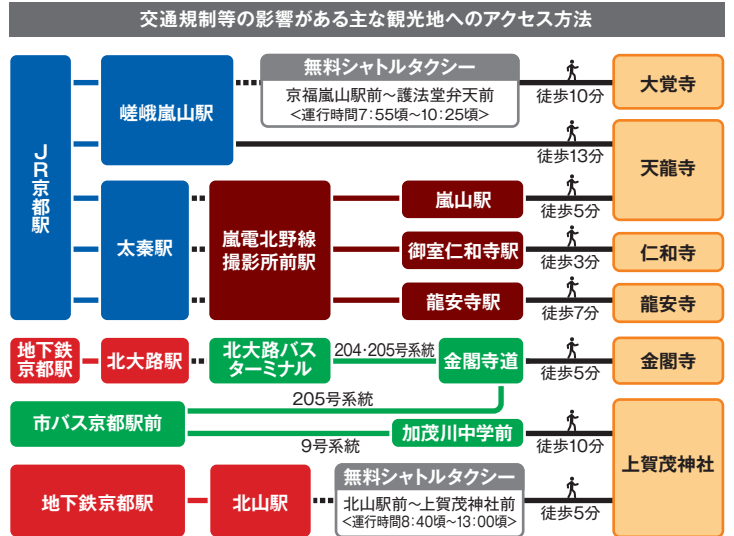 交通規制等の影響がある主な観光地へのアクセス方法
JR京都駅
嵯峨嵐山駅
無料シャトルタクシー
京福嵐山駅前～護法堂弁天前
<運行時間7:55頃～10:25頃>
徒歩10分
大覚寺
徒歩13分
天龍寺
太秦駅
嵐電北野線
撮影所前駅
嵐山駅
徒歩5分
御室仁和寺駅
徒歩3分
仁和寺
龍安寺駅
徒歩7分
龍安寺
地下鉄
京都駅
北大路駅
北大路バス
ターミナル
204・205号系統
金閣寺道
徒歩5分
金閣寺
市バス京都駅前
205号系統
9号系統
加茂川中学前
徒歩10分
上賀茂神社
地下鉄京都駅
北山駅
無料シャトルタクシー
北山駅前～上賀茂神社前
<運行時間8:40頃～13:00頃>
徒歩5分